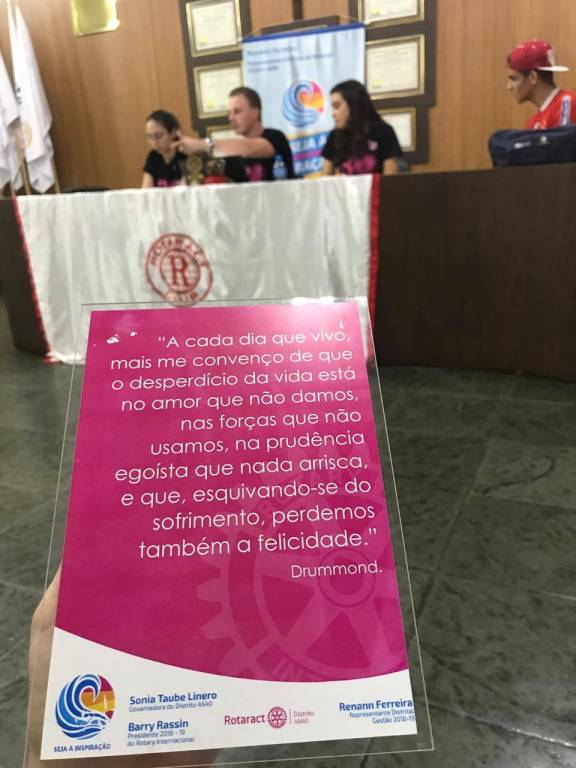 SEJA A
"A cada dia que vivo,
mais me convenço de que
o desperdício da vida está
no amor que não damos,
nas forças que não
usamos, na prudência
egoísta que nada arrisca,
e que, esquivando-se do
sofrimento, perdemos
também a felicidade."
Drummond.
SEJA A INSPIRAÇÃO
Sonia Taube Linero
Governadora do Distrito 4640
Barry Rassin
Presidente 2018 - 19
do Rotary Internacional
Rotaract
Distrito
4640
Renann Ferreira
Representante Distrital
Gestão 2018-19